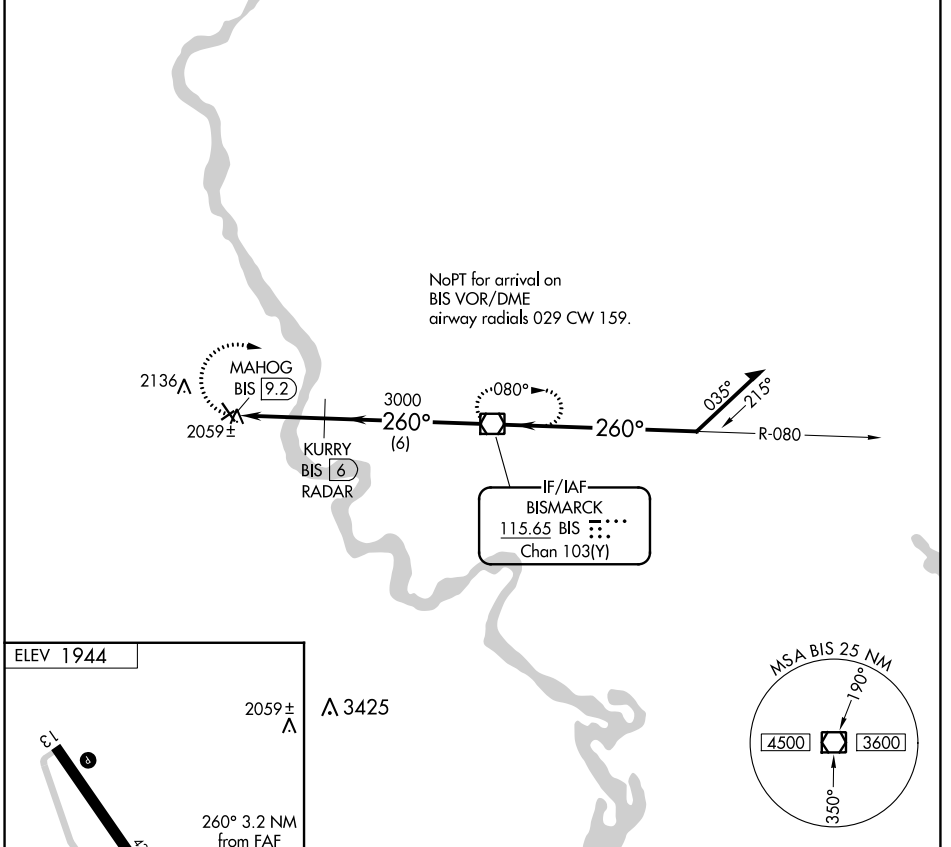 NoPT for arrival on
BIS VOR/DME
airway radials 029 CW 159.
MAHOG
BIS 9.2
2136
2059±
3000
260°
(6)
080°
260°
035°
215°
R-080
KURRY
BIS 6
RADAR
IF/IAF
BISMARCK
115.65 BIS
Chan 103(Y)
ELEV 1944
2059±
3425
13
P
260° 3.2 NM
from FAF
MSA BIS 25 NM
190°
4500
3600
350°